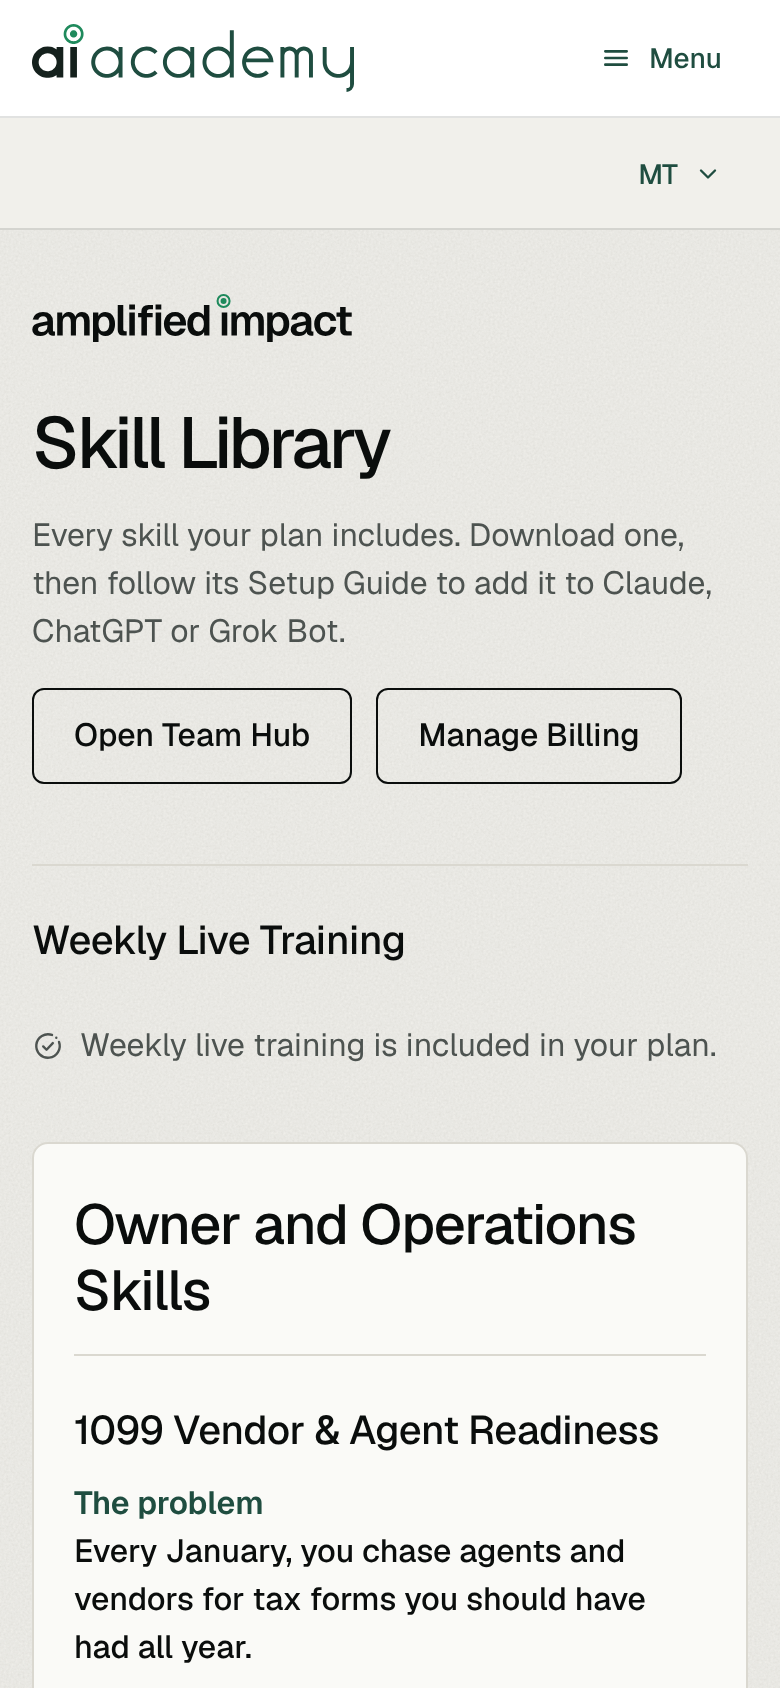 ai academy
Menu
MT
amplified impact
Skill Library
Every skill your plan includes. Download one,
then follow its Setup Guide to add it to Claude,
ChatGPT or Grok Bot.
Open Team Hub
Manage Billing
Weekly Live Training
Weekly live training is included in your plan.
Owner and Operations
Skills
1099 Vendor & Agent Readiness
The problem
Every January, you chase agents and
vendors for tax forms you should have
had all year.